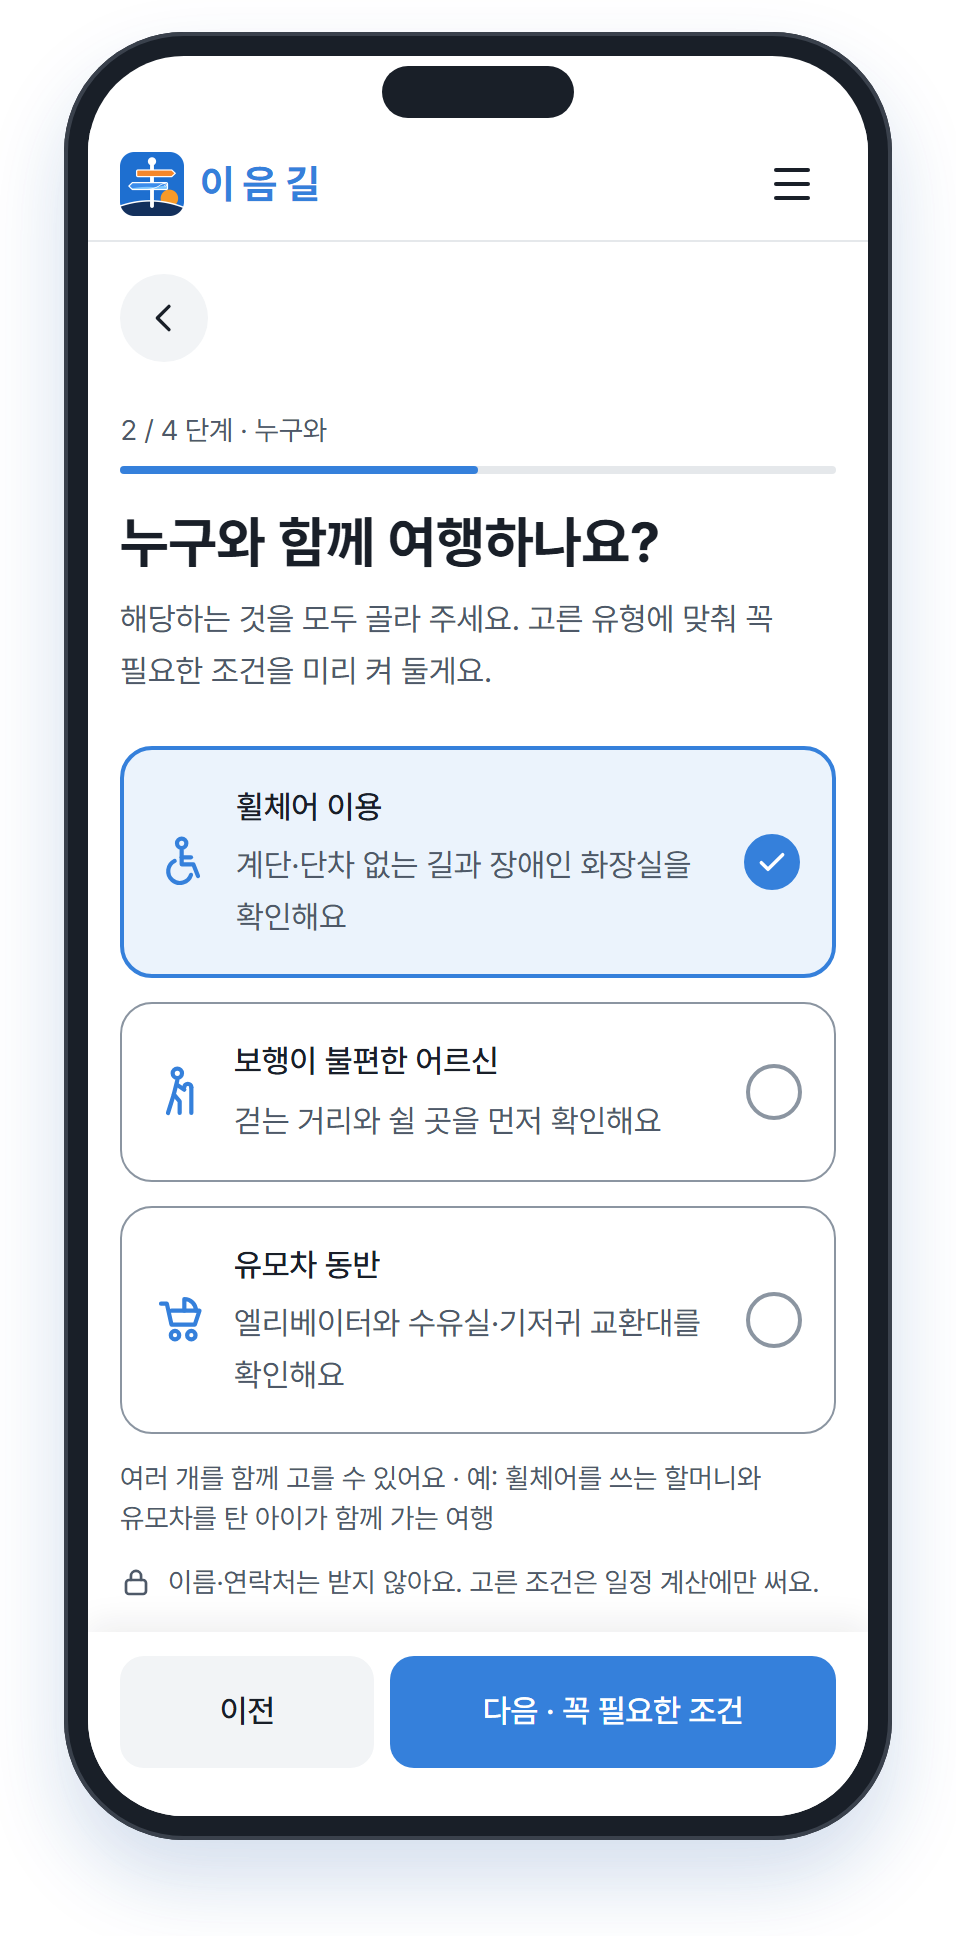 이음길
2 / 4 단계 · 누구와
누구와 함께 여행하나요?
해당하는 것을 모두 골라 주세요. 고른 유형에 맞춰 꼭
필요한 조건을 미리 켜 둘게요.
휠체어 이용
계단·단차 없는 길과 장애인 화장실을
확인해요
보행이 불편한 어르신
걷는 거리와 쉴 곳을 먼저 확인해요
유모차 동반
엘리베이터와 수유실·기저귀 교환대를
확인해요
여러 개를 함께 고를 수 있어요 · 예: 휠체어를 쓰는 할머니와
유모차를 탄 아이가 함께 가는 여행
이름·연락처는 받지 않아요. 고른 조건은 일정 계산에만 써요.
이전
다음 · 꼭 필요한 조건